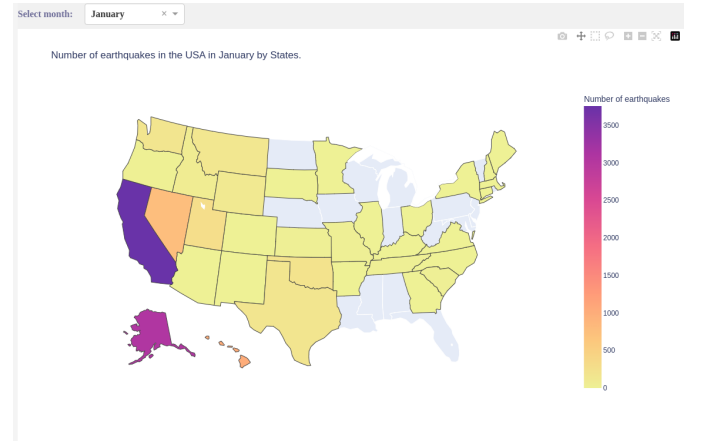 Select month: January
Number of earthquakes in the USA in January by States.
Number of earthquakes
3500
3000
2500
2000
1500
1000
500
0